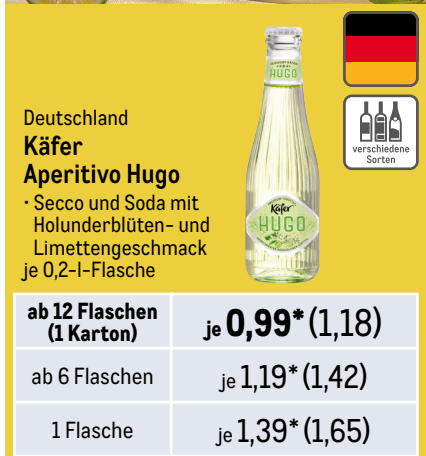 verschiedene
Sorten
Deutschland
Käfer
Aperitivo Hugo
· Secco und Soda mit
Holunderblüten- und
Limettengeschmack
je 0,2-l-Flasche
HUGO
Käfer
HUGO
ab 12 Flaschen
(1 Karton)
je 0,99* (1,18)
ab 6 Flaschen
je 1,19* (1,42)
1 Flasche
je 1,39* (1,65)